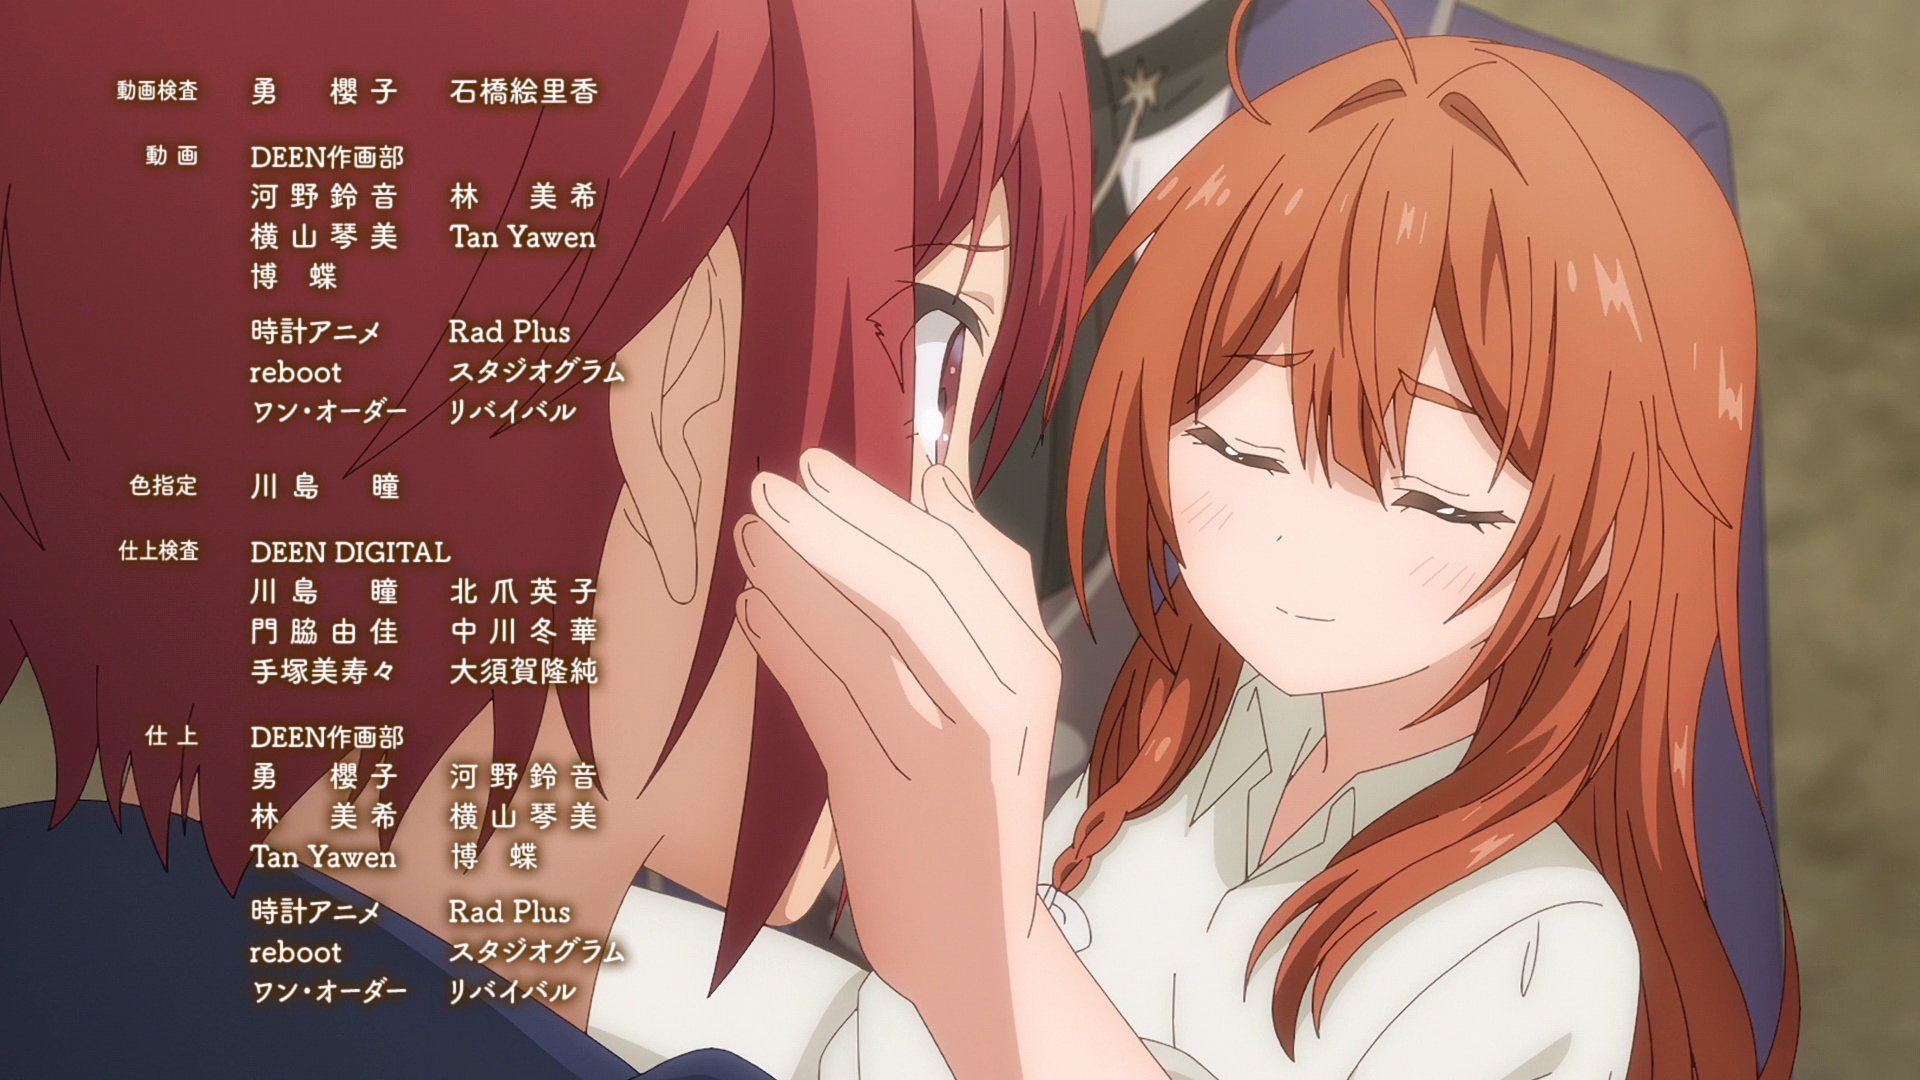 動画検査 勇 櫻子 石橋絵里香
動画 DEEN作画部
河野鈴音 林 美希
横山琴美 Tan Yawen
博 蝶
時計アニメ Rad Plus
reboot スタジオグラム
ワン・オーダー リバイバル
色指定 川島 瞳
仕上検査 DEEN DIGITAL
川島 瞳 北爪英子
門脇由佳 中川冬華
手塚美寿々 大須賀隆純
仕上 DEEN作画部
勇 櫻子 河野鈴音
林 美希 横山琴美
Tan Yawen 博 蝶
時計アニメ Rad Plus
reboot スタジオグラム
ワン・オーダー リバイバル